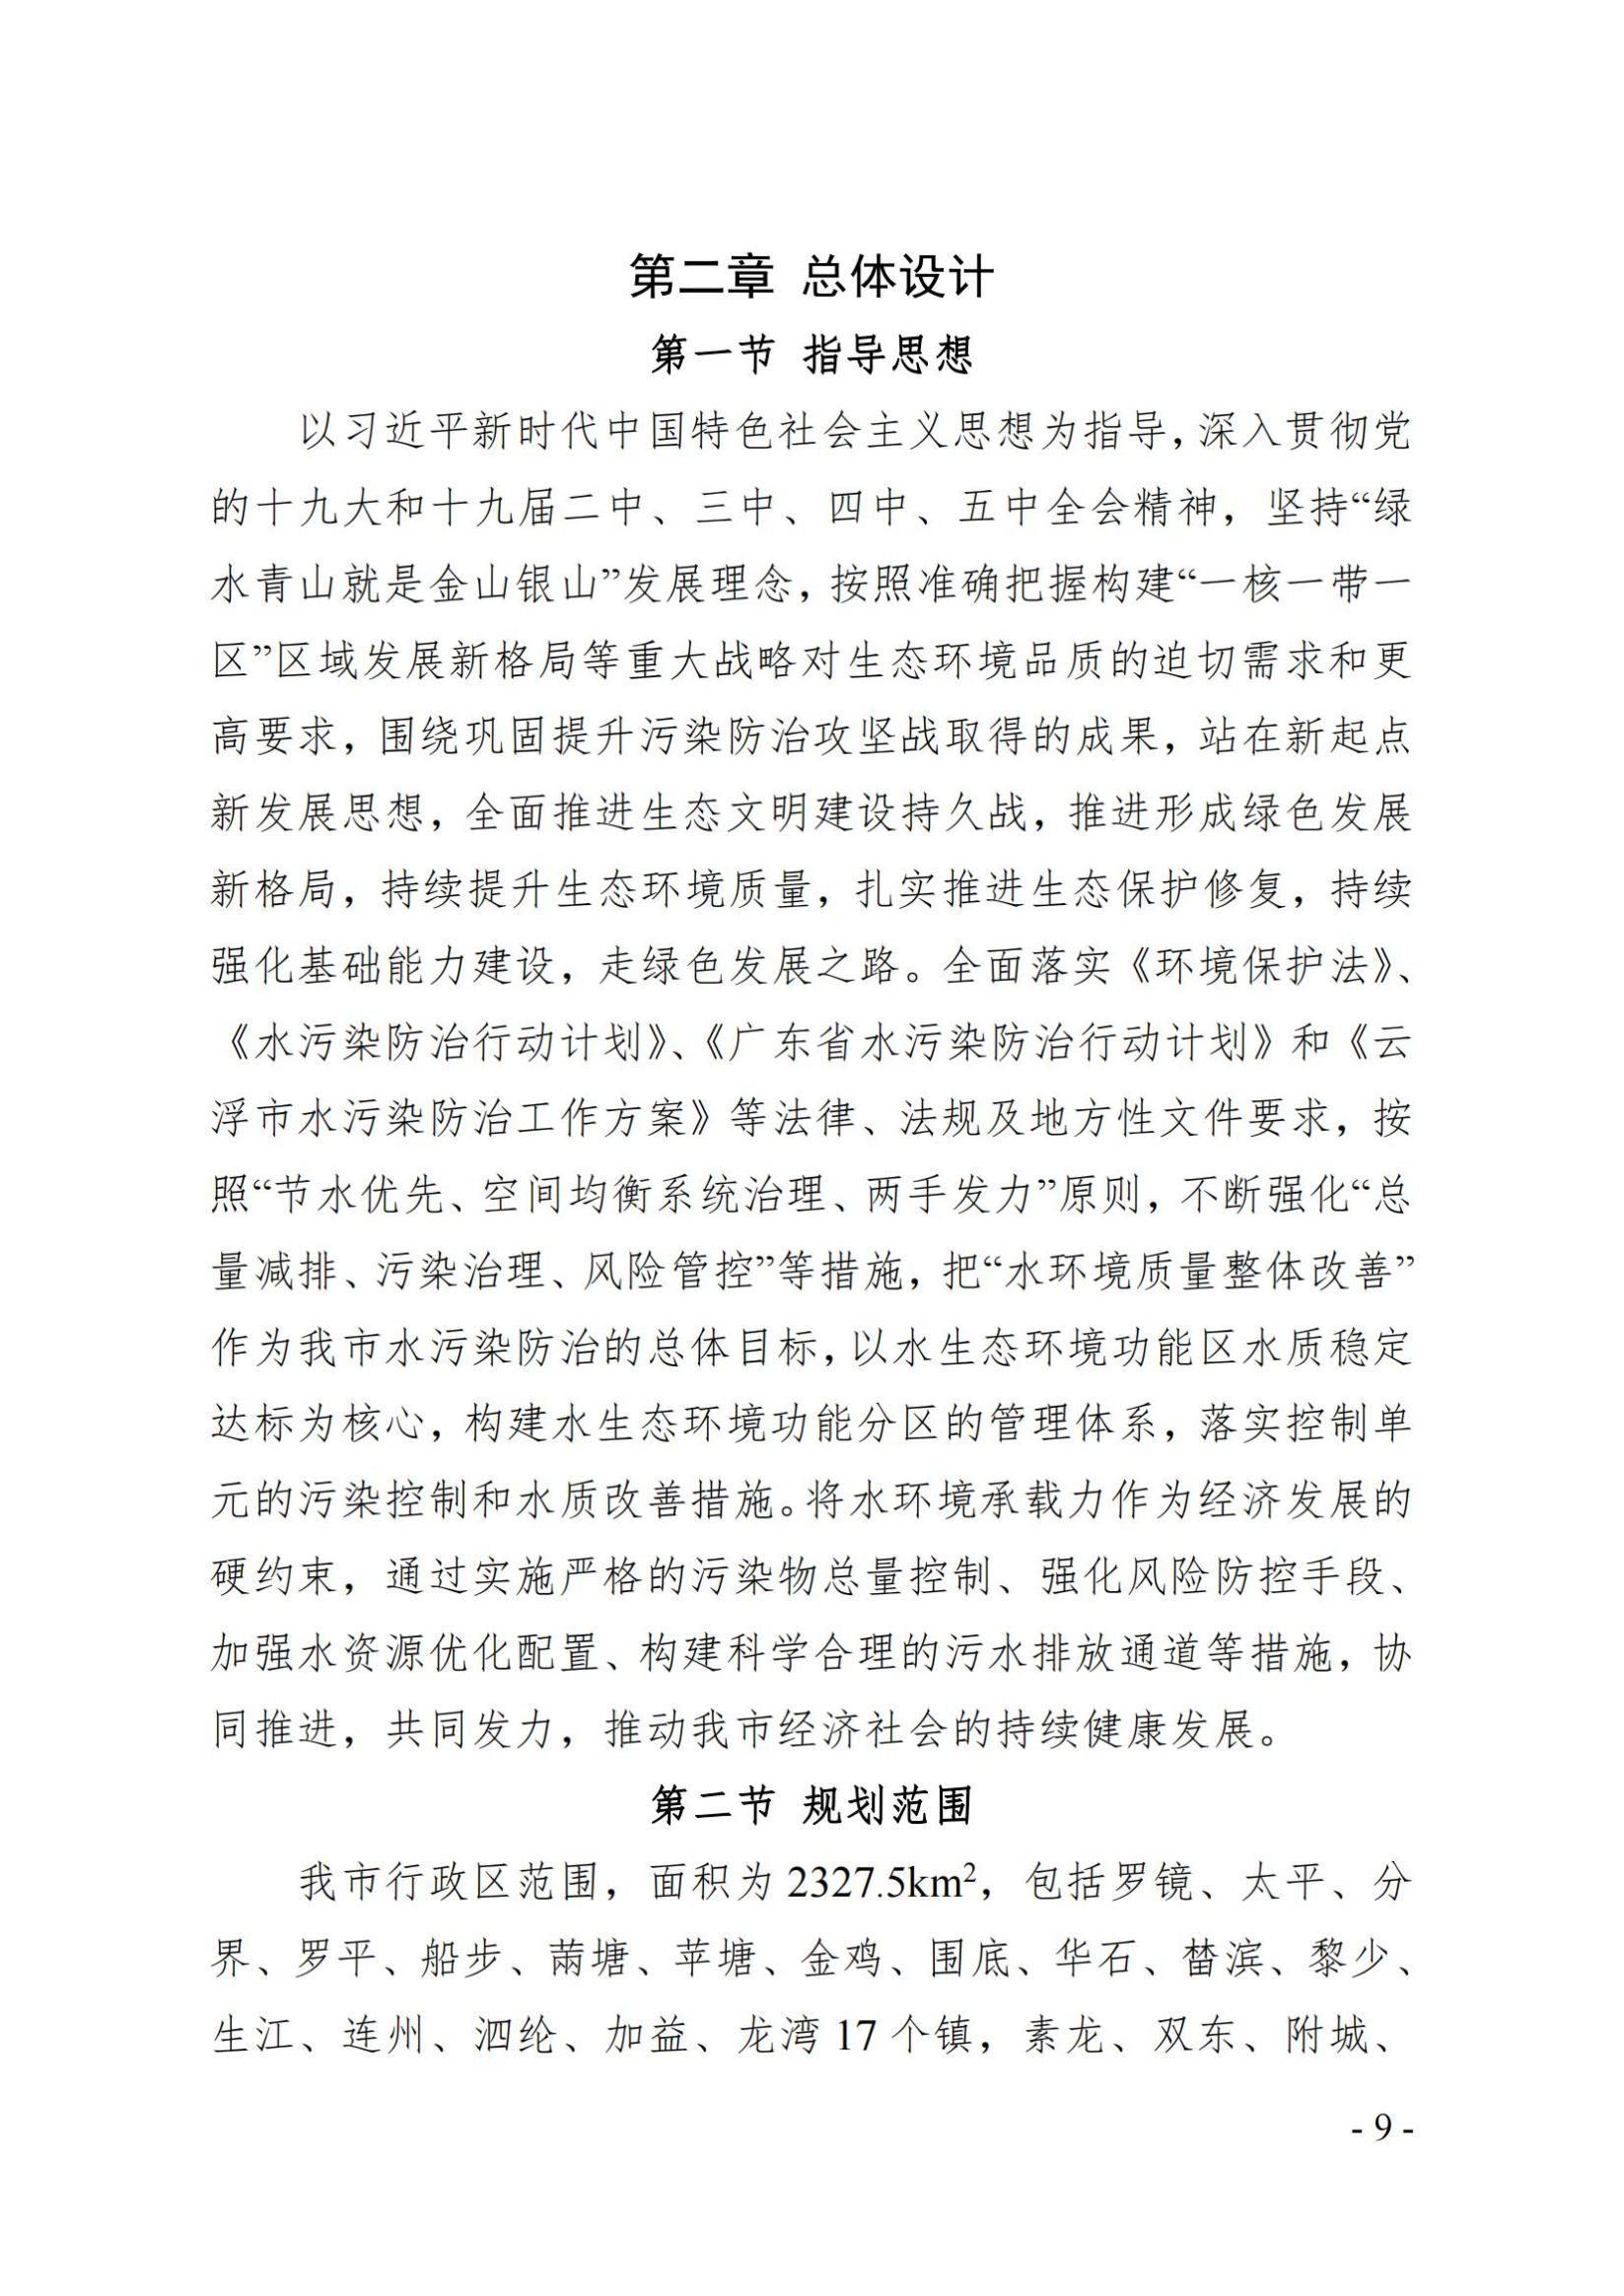 第二章 总体设计
第一节 指导思想
以习近平新时代中国特色社会主义思想为指导，深入贯彻党
的十九大和十九届二中、三中、四中、五中全会精神，坚持“绿
水青山就是金山银山”发展理念，按照准确把握构建“一核一带一
区”区域发展新格局等重大战略对生态环境品质的迫切需求和更
高要求，围绕巩固提升污染防治攻坚战取得的成果，站在新起点
新发展思想，全面推进生态文明建设持久战，推进形成绿色发展
新格局，持续提升生态环境质量，扎实推进生态保护修复，持续
强化基础能力建设，走绿色发展之路。全面落实《环境保护法》、
《水污染防治行动计划》、《广东省水污染防治行动计划》和《云
浮市水污染防治工作方案》等法律、法规及地方性文件要求，按
照“节水优先、空间均衡系统治理、两手发力”原则，不断强化“总
量减排、污染治理、风险管控”等措施，把“水环境质量整体改善”
作为我市水污染防治的总体目标，以水生态环境功能区水质稳定
达标为核心，构建水生态环境功能分区的管理体系，落实控制单
元的污染控制和水质改善措施。将水环境承载力作为经济发展的
硬约束，通过实施严格的污染物总量控制、强化风险防控手段、
加强水资源优化配置、构建科学合理的污水排放通道等措施，协
同推进，共同发力，推动我市经济社会的持续健康发展。
第二节 规划范围
我市行政区范围，面积为 2327.5km²，包括罗镜、太平、分
界、罗平、船步、㒼塘、苹塘、金鸡、围底、华石、榃滨、黎少、
生江、连州、泗纶、加益、龙湾 17 个镇，素龙、双东、附城、
- 9 -